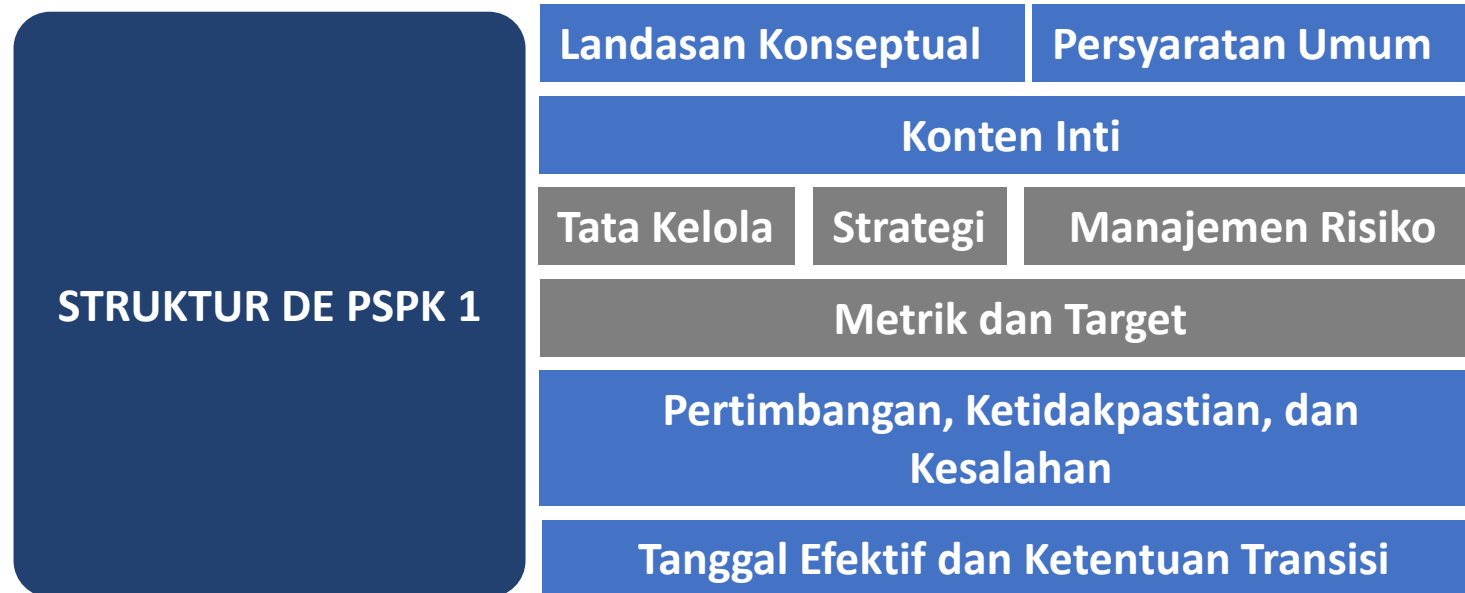 STRUKTUR DE PSPK 1
Landasan Konseptual
Persyaratan Umum
Konten Inti
Tata Kelola
Strategi
Manajemen Risiko
Metrik dan Target
Pertimbangan, Ketidakpastian, dan
Kesalahan
Tanggal Efektif dan Ketentuan Transisi